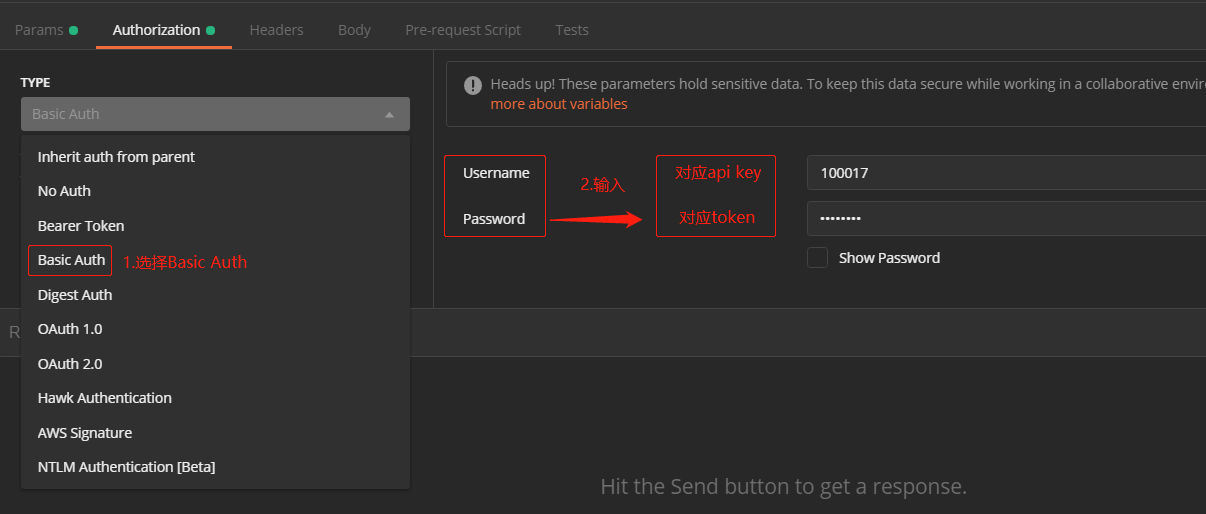 Params
Authorization
Headers
Body
Pre-request Script
Tests
TYPE
Basic Auth
Inherit auth from parent
No Auth
Bearer Token
Basic Auth
1.选择Basic Auth
Digest Auth
OAuth 1.0
OAuth 2.0
Hawk Authentication
AWS Signature
NTLM Authentication [Beta]
Heads up! These parameters hold sensitive data. To keep this data secure while working in a collaborative envir
more about variables
Username
2.输入
对应api key
100017
Password
对应token
••••••••
Show Password
R
Hit the Send button to get a response.